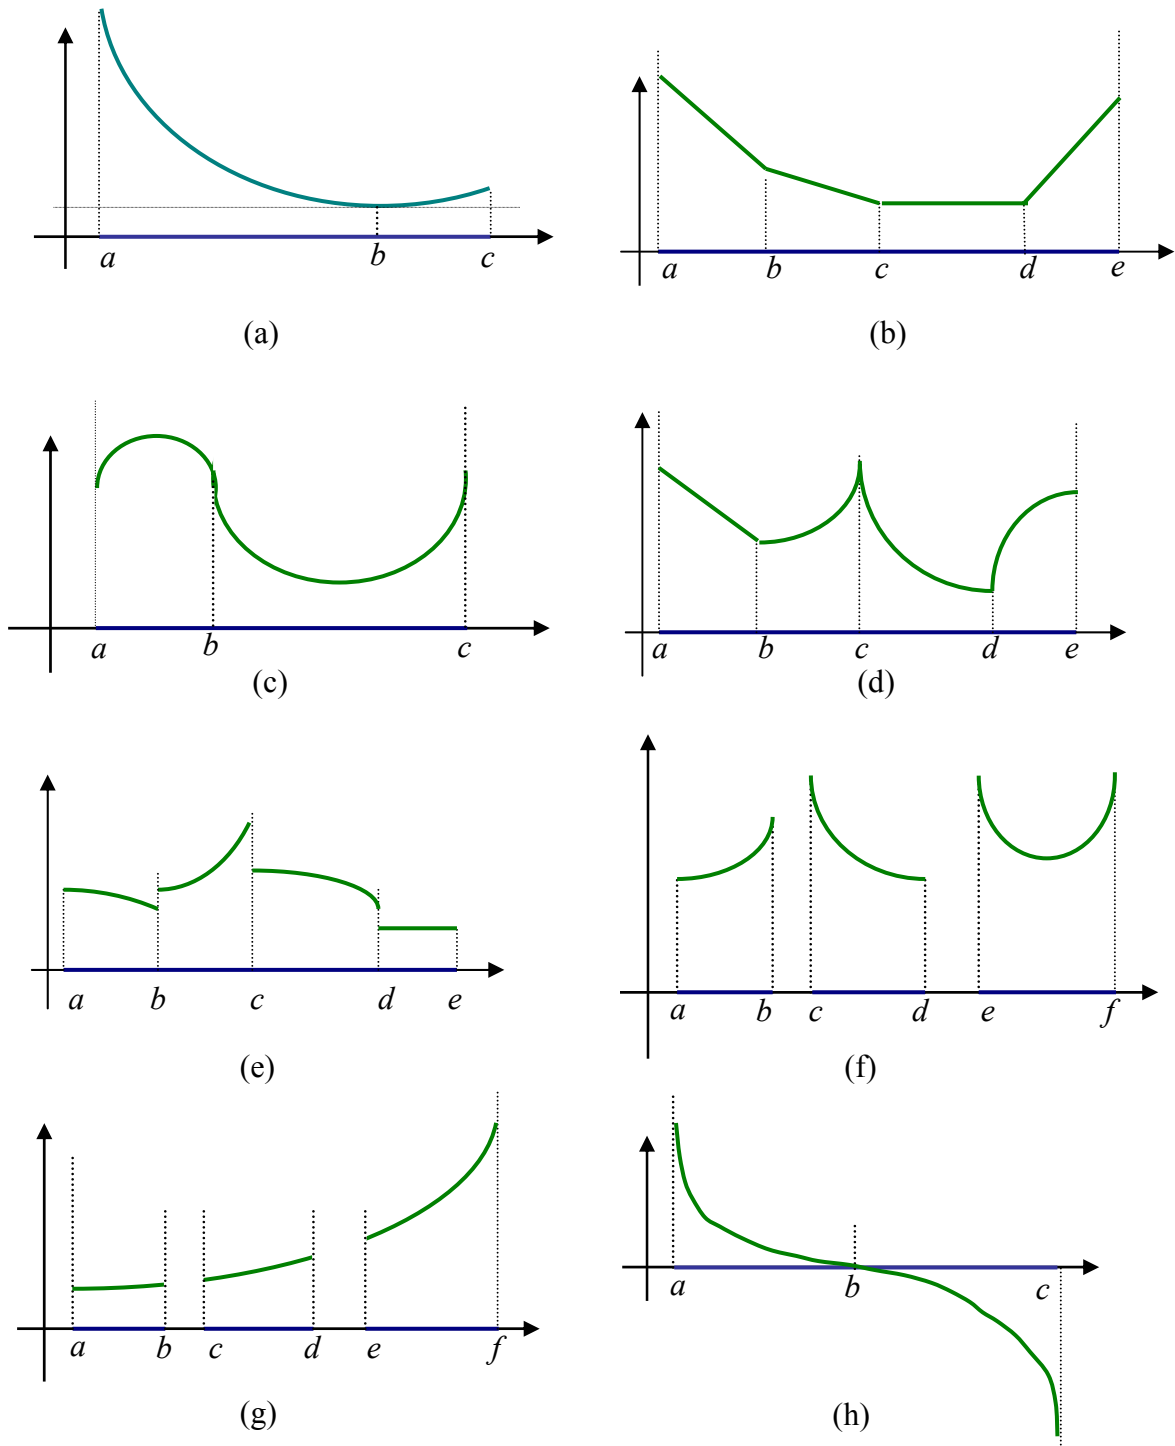 a b c
(a)
a b c d e
(b)
a b c
(c)
a b c d e
(d)
a b c d e
(e)
a b c d e f
(f)
a b c d e f
(g)
a b c
(h)